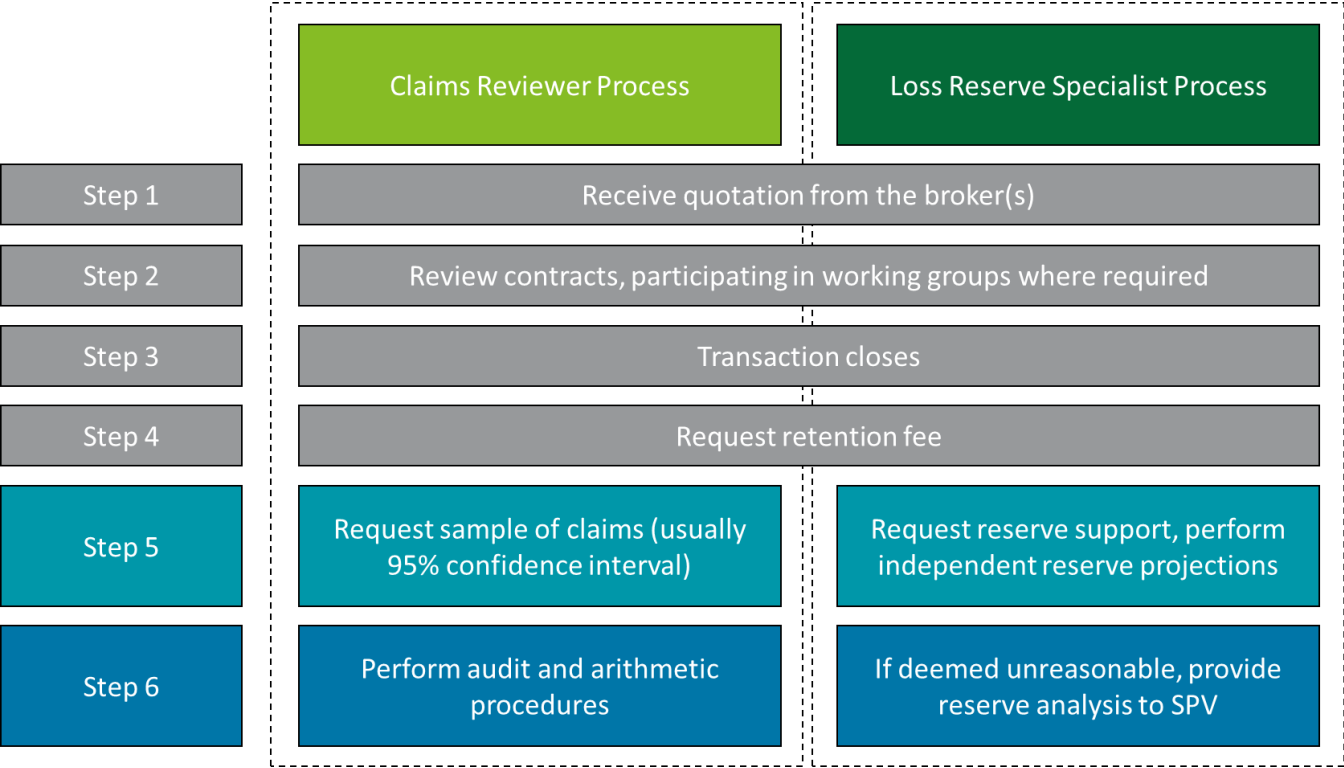 Claims Reviewer Process
Loss Reserve Specialist Process
Step 1
Receive quotation from the broker(s)
Step 2
Review contracts, participating in working groups where required
Step 3
Transaction closes
Step 4
Request retention fee
Step 5
Request sample of claims (usually
95% confidence interval)
Request reserve support, perform
independent reserve projections
Step 6
Perform audit and arithmetic
procedures
If deemed unreasonable, provide
reserve analysis to SPV